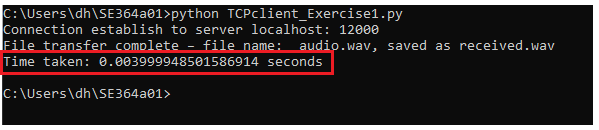 C:\Users\dh\SE364a01>python TCPclient_Exercise1.py
Connection establish to server localhost: 12000
File transfer complete – file name:  audio.wav, saved as received.wav
Time taken: 0.003999948501586914 seconds
C:\Users\dh\SE364a01>